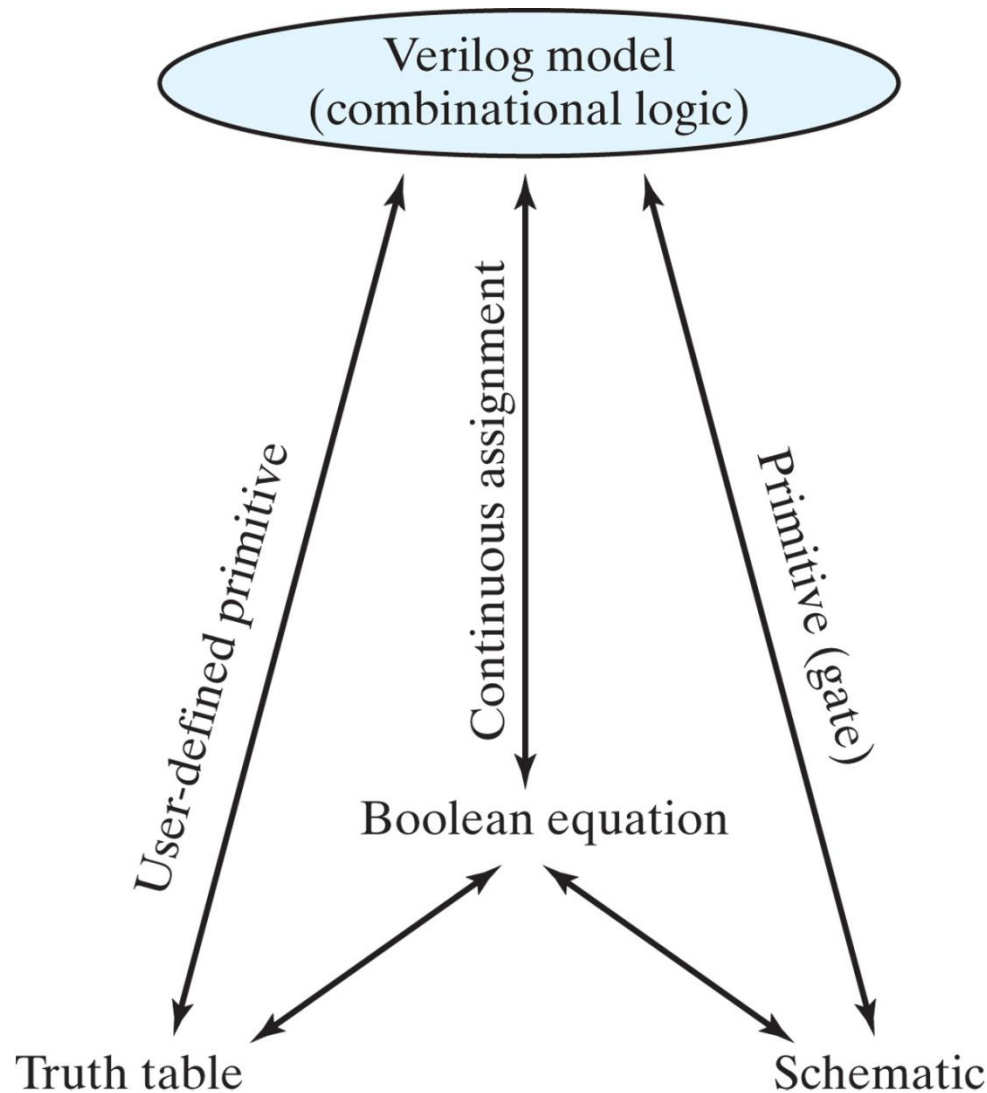 Verilog model
(combinational logic)
User-defined primitive
Continuous assignment
Primitive (gate)
Boolean equation
Truth table
Schematic